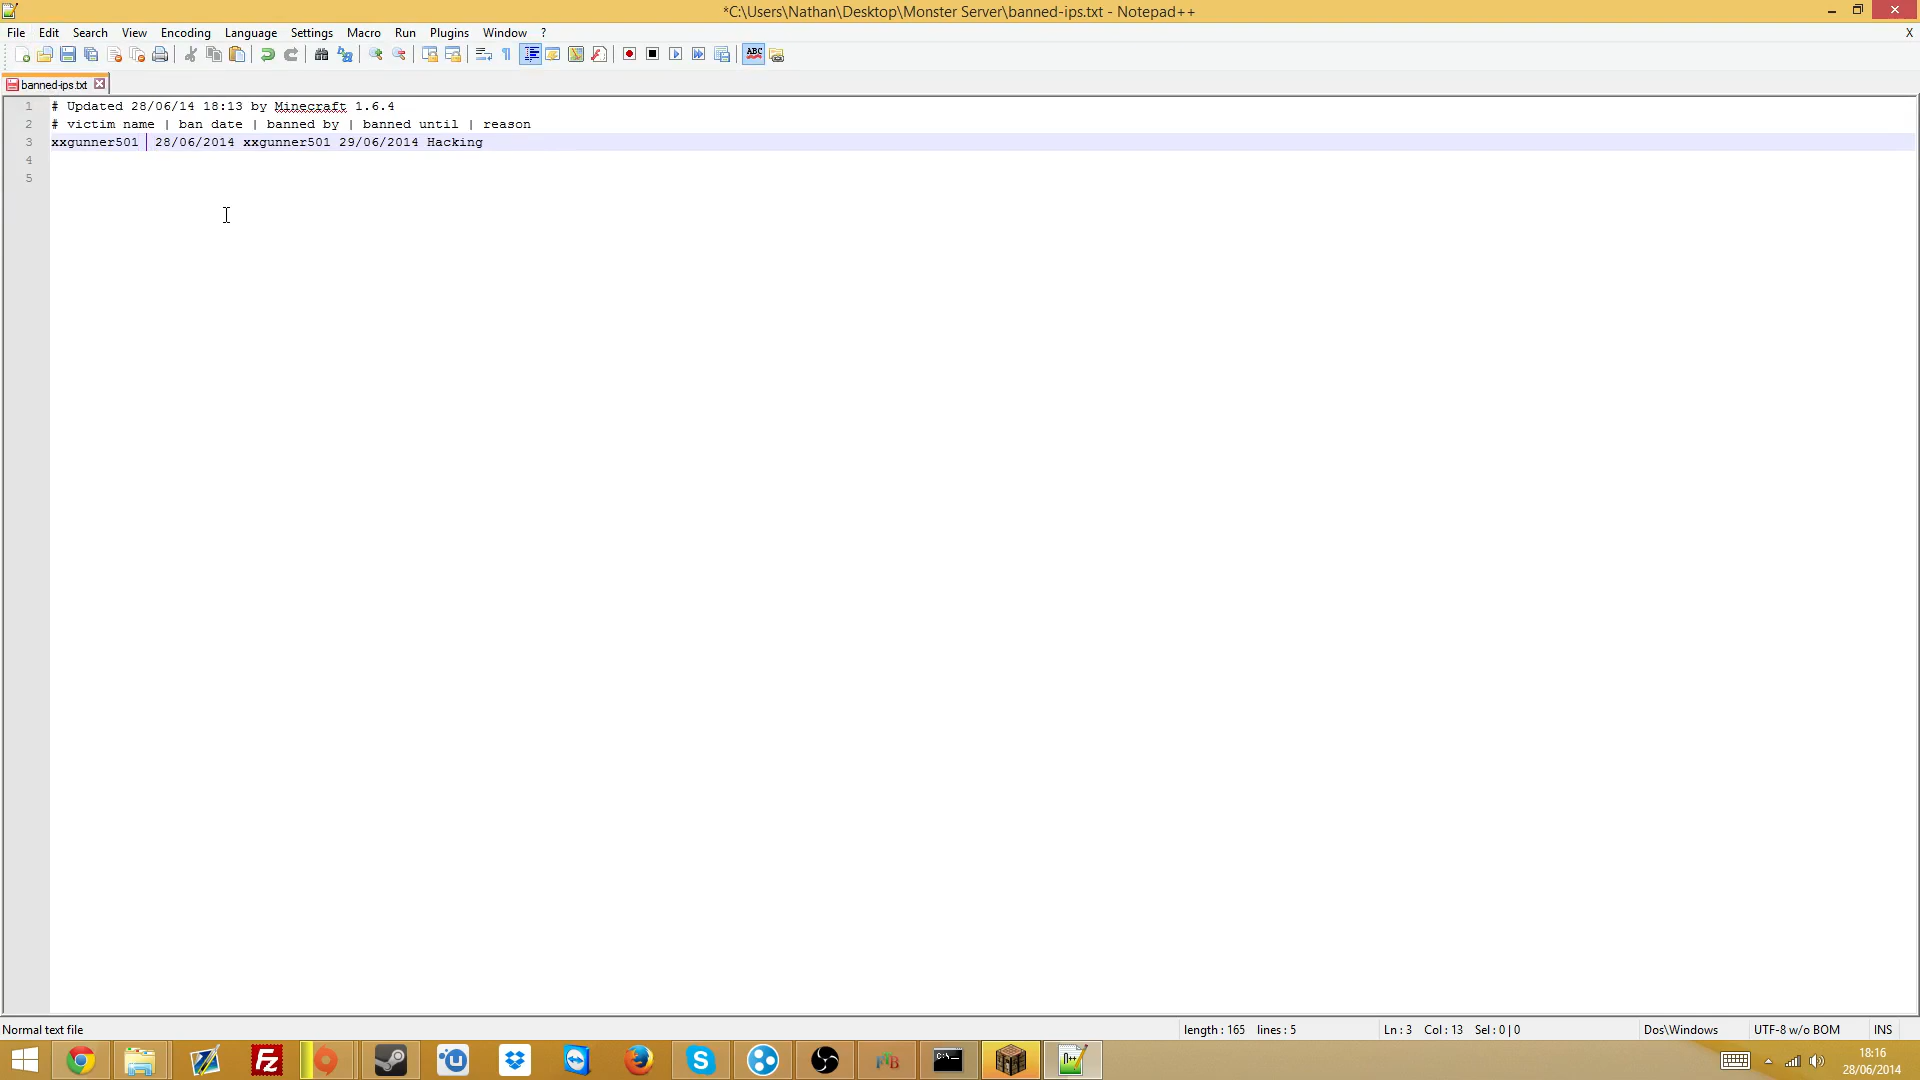 *C:\Users\Nathan\Desktop\Monster Server\banned-ips.txt - Notepad++
File Edit Search View Encoding Language Settings Macro Run Plugins Window ? X
banned-ips.txt
1 # Updated 28/06/14 18:13 by Minecraft 1.6.4
2 # victim name | ban date | banned by | banned until | reason
3 xxgunner501 28/06/2014 xxgunner501 29/06/2014 Hacking
4
5
Normal text file length : 165 lines : 5 Ln : 3 Col : 13 Sel : 0 | 0 Dos\Windows UTF-8 w/o BOM INS
18:16
28/06/2014